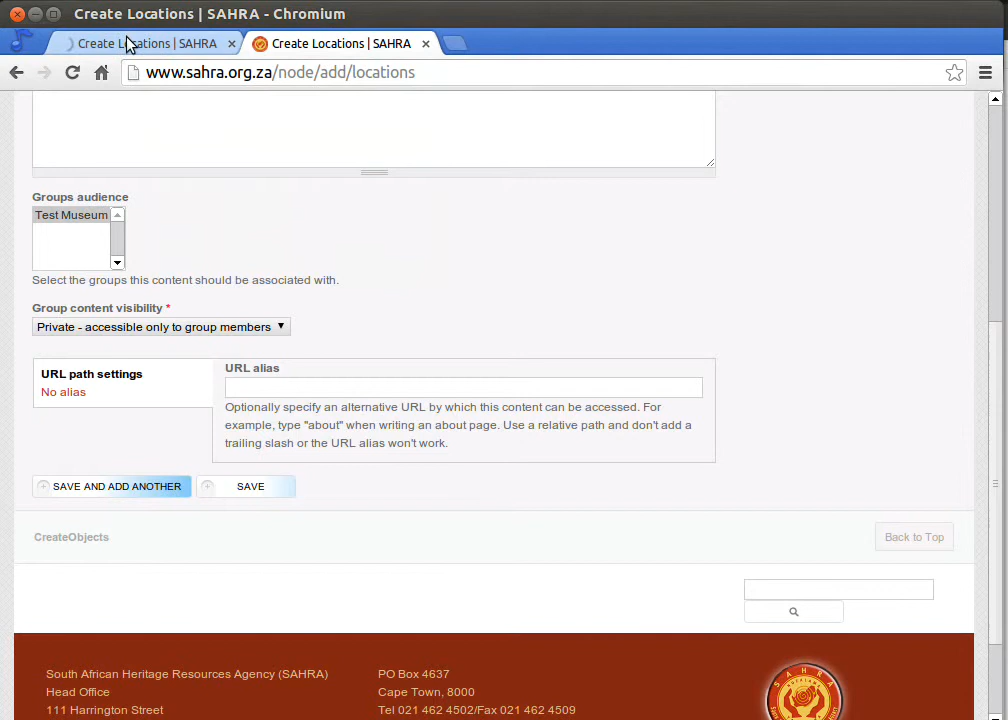 Create Locations | SAHRA - Chromium
Create Locations | SAHRA
Create Locations | SAHRA
www.sahra.org.za/node/add/locations
Groups audience
Test Museum
Select the groups this content should be associated with.
Group content visibility *
Private - accessible only to group members
URL path settings
No alias
URL alias
Optionally specify an alternative URL by which this content can be accessed. For
example, type "about" when writing an about page. Use a relative path and don't add a
trailing slash or the URL alias won't work.
SAVE AND ADD ANOTHER
SAVE
CreateObjects
Back to Top
South African Heritage Resources Agency (SAHRA)
Head Office
111 Harrington Street
PO Box 4637
Cape Town, 8000
Tel 021 462 4502/Fax 021 462 4509
SAHRA